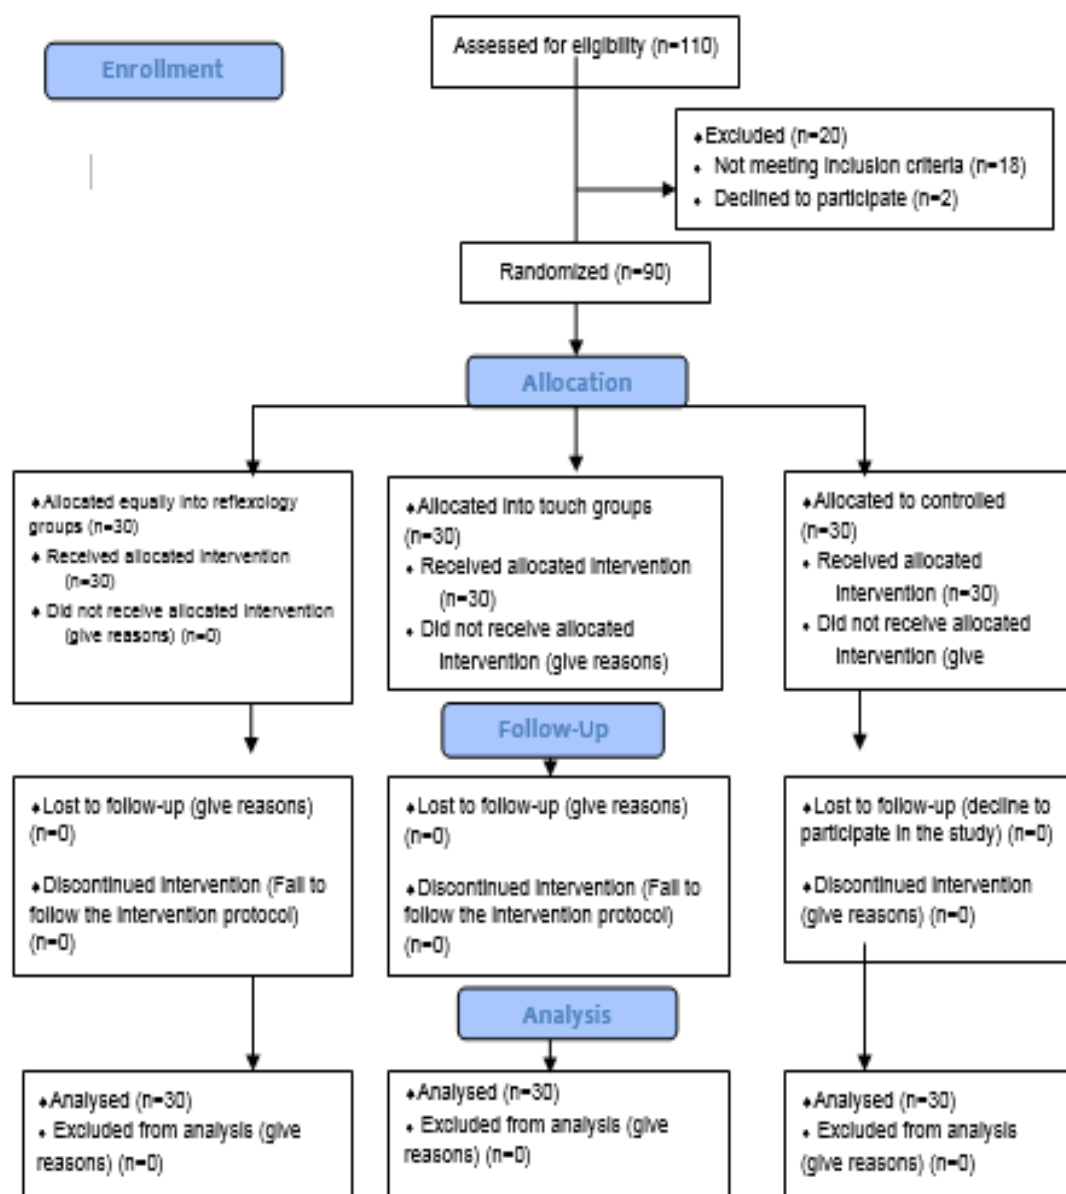 Enrollment
Assessed for eligibility (n=110)
♦Excluded (n=20)
♦ Not meeting inclusion criteria (n=18)
♦ Declined to participate (n=2)
Randomized (n=90)
Allocation
♦Allocated equally into reflexology
groups (n=30)
♦ Received allocated intervention
(n=30)
♦ Did not receive allocated intervention
(give reasons) (n=0)
♦Allocated into touch groups
(n=30)
♦ Received allocated intervention
(n=30)
♦ Did not receive allocated
intervention (give reasons)
♦Allocated to controlled
(n=30)
♦ Received allocated
intervention (n=30)
♦ Did not receive allocated
intervention (give
Follow-Up
♦Lost to follow-up (give reasons)
(n=0)
♦Discontinued intervention (Fail to
follow the intervention protocol)
(n=0)
♦Lost to follow-up (give reasons)
(n=0)
♦Discontinued intervention (Fail to
follow the intervention protocol)
(n=0)
♦Lost to follow-up (decline to
participate in the study) (n=0)
♦Discontinued intervention
(give reasons) (n=0)
Analysis
♦Analysed (n=30)
♦ Excluded from analysis (give
reasons) (n=0)
♦Analysed (n=30)
♦ Excluded from analysis (give
reasons) (n=0)
♦Analysed (n=30)
♦ Excluded from analysis
(give reasons) (n=0)